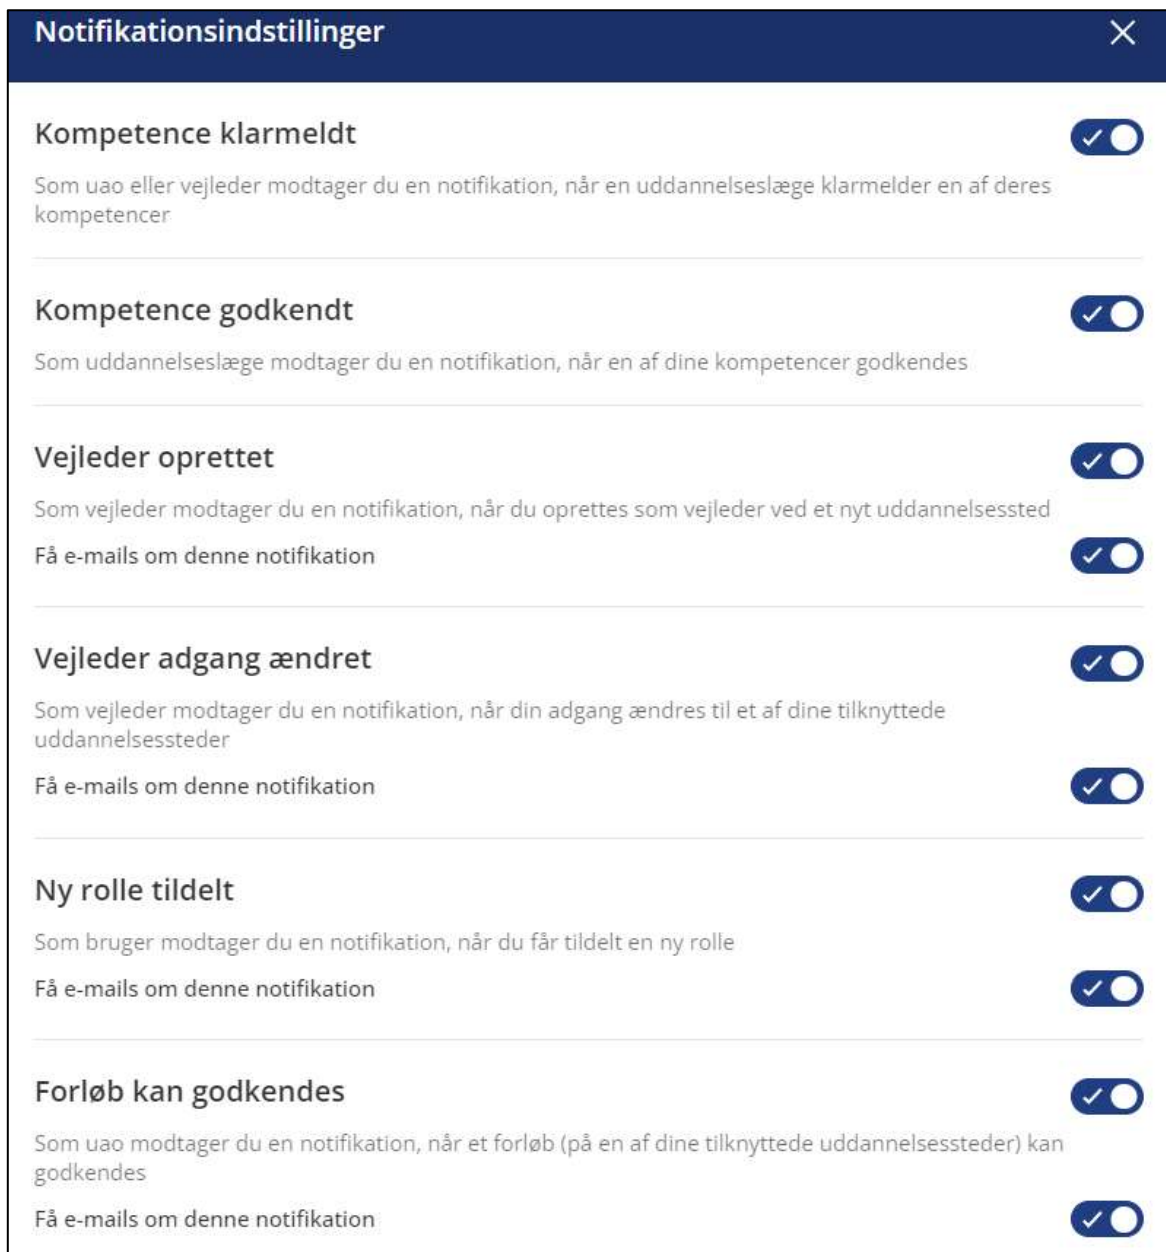 Notifikationsindstillinger
Kompetence klarmeldt
Som uao eller vejleder modtager du en notifikation, når en uddannelseslæge klarmelder en af deres
kompetencer
Kompetence godkendt
Som uddannelseslæge modtager du en notifikation, når en af dine kompetencer godkendes
Vejleder oprettet
Som vejleder modtager du en notifikation, når du oprettes som vejleder ved et nyt uddannelsessted
Få e-mails om denne notifikation
Vejleder adgang ændret
Som vejleder modtager du en notifikation, når din adgang ændres til et af dine tilknyttede
uddannelsessteder
Få e-mails om denne notifikation
Ny rolle tildelt
Som bruger modtager du en notifikation, når du får tildelt en ny rolle
Få e-mails om denne notifikation
Forløb kan godkendes
Som uao modtager du en notifikation, når et forløb (på en af dine tilknyttede uddannelsessteder) kan
godkendes
Få e-mails om denne notifikation